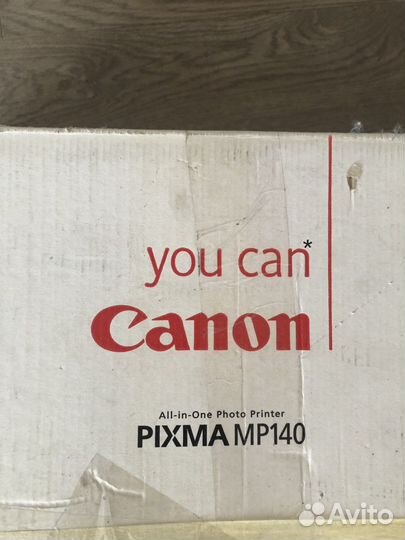 you can*
Canon
All-in-One Photo Printer
PIXMA MP140
Avito